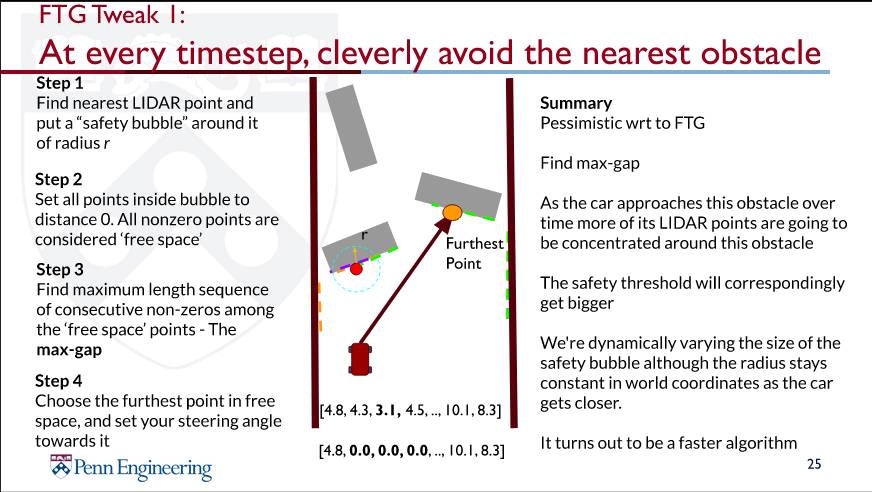 FTG Tweak 1:
At every timestep, cleverly avoid the nearest obstacle
Step 1
Find nearest LIDAR point and
put a “safety bubble” around it
of radius r
Step 2
Set all points inside bubble to
distance 0. All nonzero points are
considered ‘free space’
Step 3
Find maximum length sequence
of consecutive non-zeros among
the ‘free space’ points - The
max-gap
Step 4
Choose the furthest point in free
space, and set your steering angle
towards it
Penn Engineering
r
Furthest
Point
[4.8, 4.3, 3.1, 4.5, .., 10.1, 8.3]
[4.8, 0.0, 0.0, 0.0, .., 10.1, 8.3]
Summary
Pessimistic wrt to FTG
Find max-gap
As the car approaches this obstacle over
time more of its LIDAR points are going to
be concentrated around this obstacle
The safety threshold will correspondingly
get bigger
We're dynamically varying the size of the
safety bubble although the radius stays
constant in world coordinates as the car
gets closer.
It turns out to be a faster algorithm
25